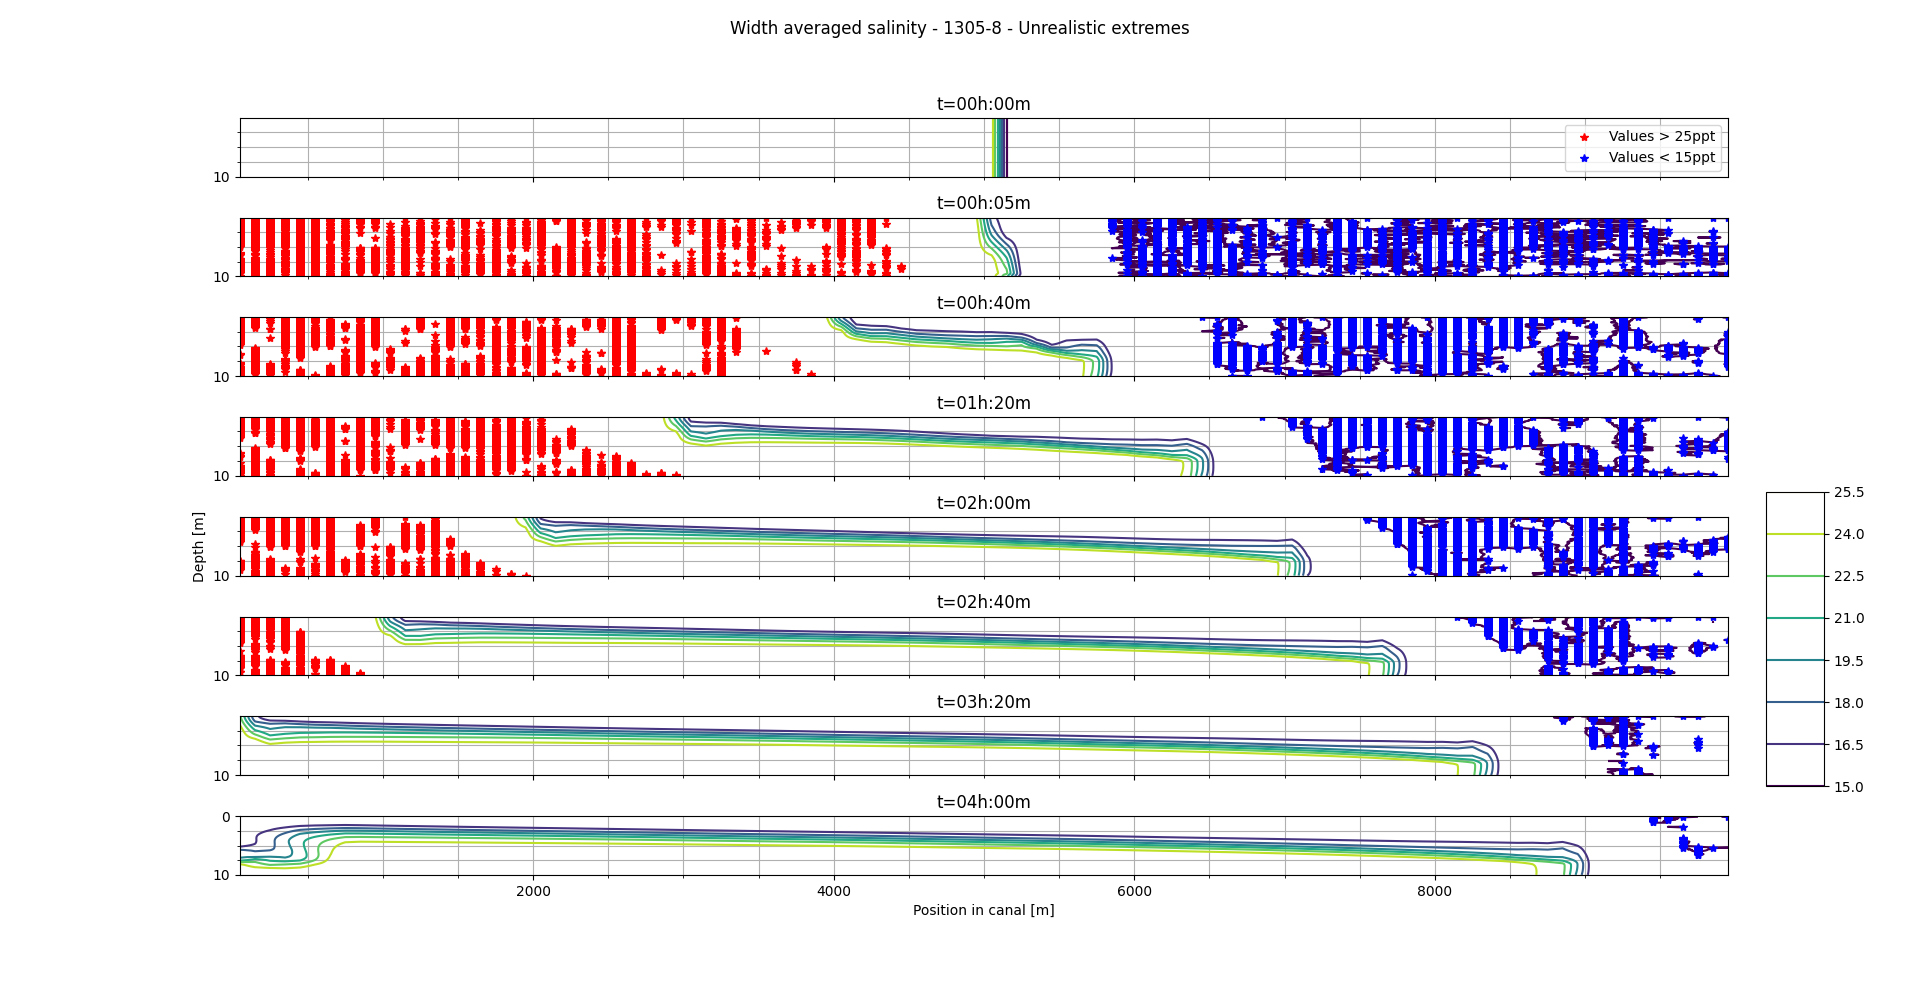 Width averaged salinity - 1305-8 - Unrealistic extremes
t=00h:00m
Values > 25ppt
Values < 15ppt
10
t=00h:05m
10
t=00h:40m
10
t=01h:20m
10
t=02h:00m
10
t=02h:40m
10
t=03h:20m
10
t=04h:00m
0
10
2000 4000 6000 8000
Position in canal [m]
Depth [m]
25.5
24.0
22.5
21.0
19.5
18.0
16.5
15.0